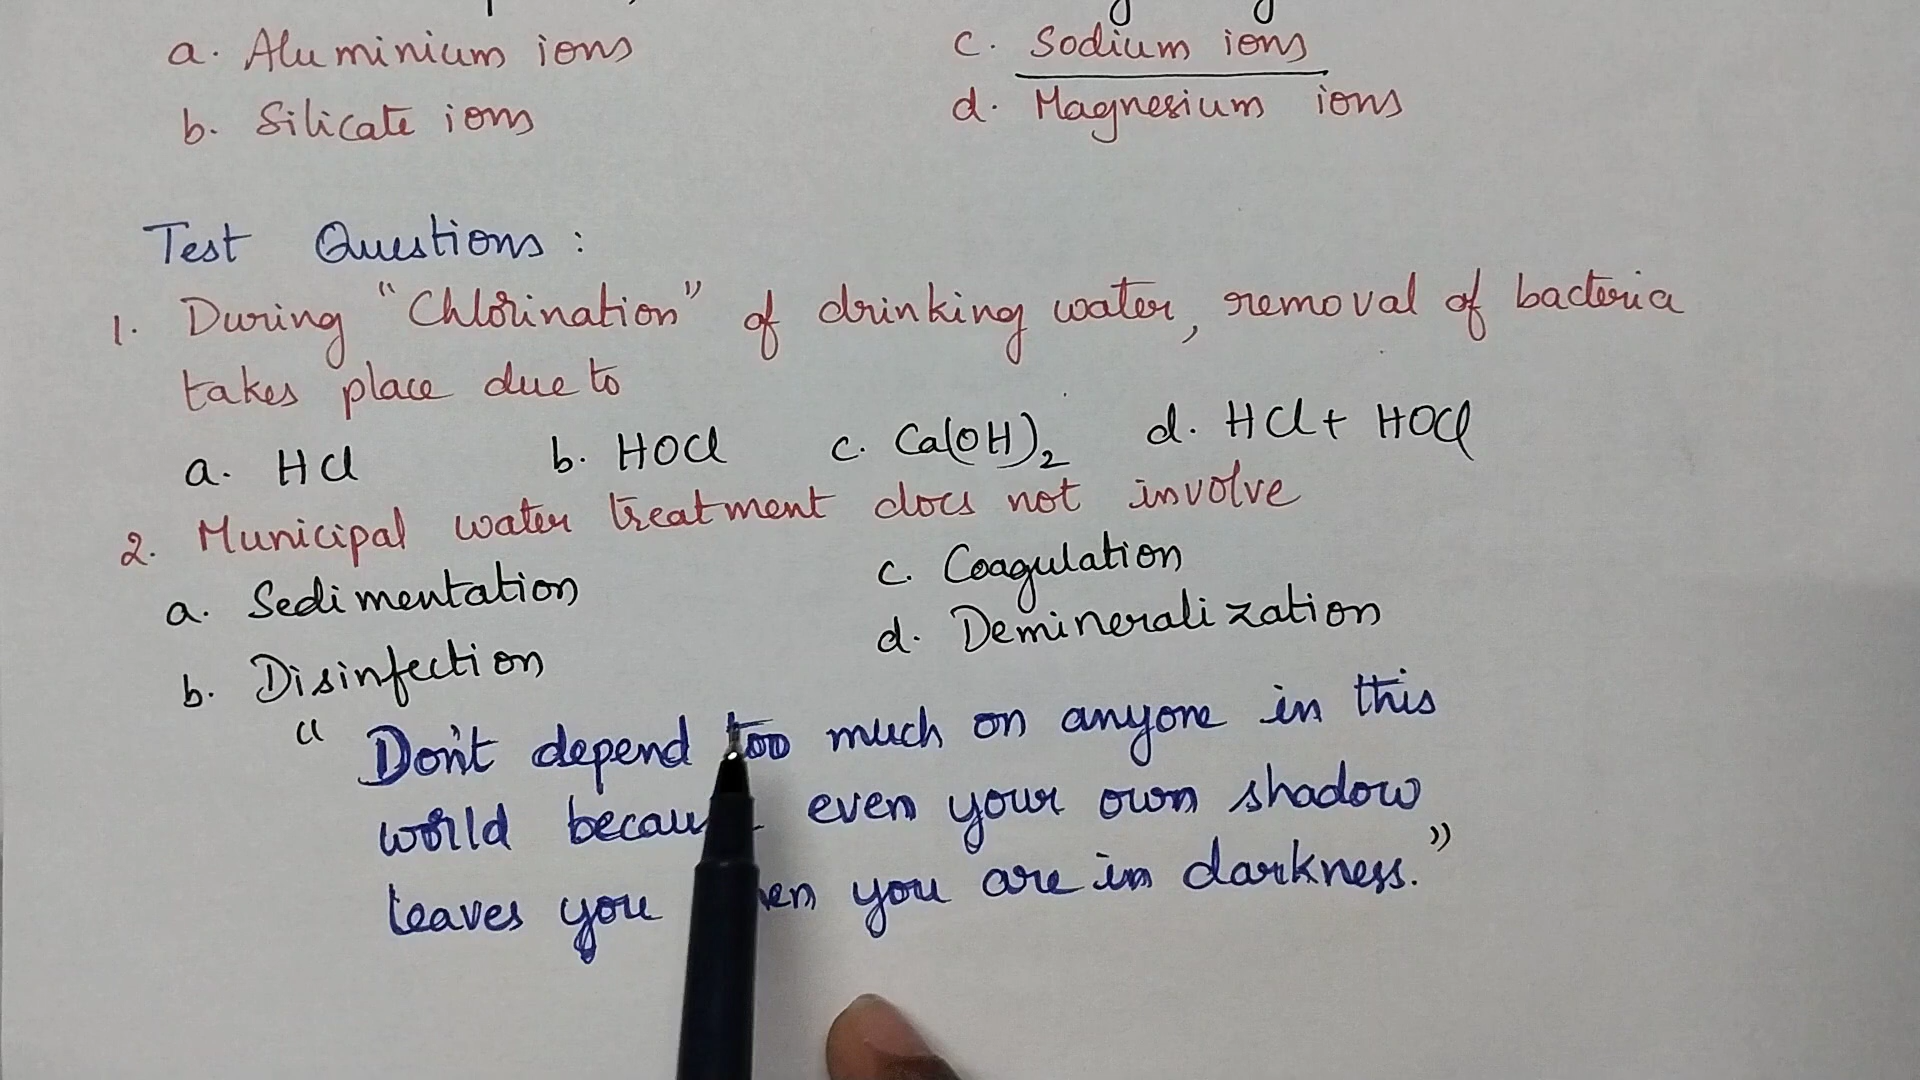 a. Aluminium ions c. Sodium ions
b. Silicate ions d. Magnesium ions
Test Questions:
1. During "Chlorination" of drinking water, removal of bacteria
takes place due to
a. HCl b. HOCl c. Ca(OH)₂ d. HCl + HOCl
2. Municipal water treatment does not involve
a. Sedimentation c. Coagulation
b. Disinfection d. Demineralization
"Don't depend too much on anyone in this
world even your own shadow
leaves you you are in darkness."